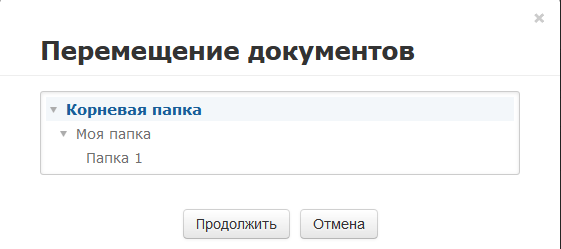 Перемещение документов
Корневая папка
Моя папка
Папка 1
Продолжить
Отмена